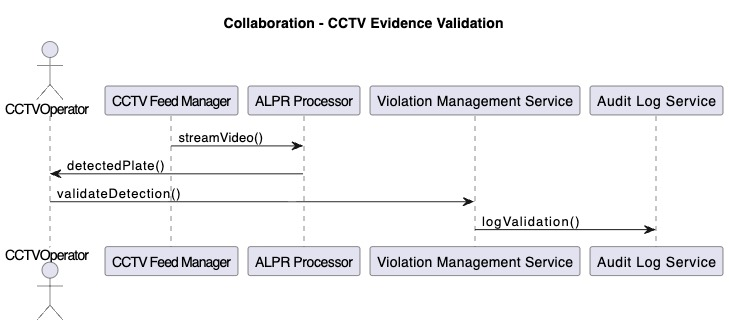 Collaboration - CCTV Evidence Validation
CCTVOperator
CCTV Feed Manager
ALPR Processor
Violation Management Service
Audit Log Service
streamVideo()
detectedPlate()
validateDetection()
logValidation()
CCTVOperator
CCTV Feed Manager
ALPR Processor
Violation Management Service
Audit Log Service